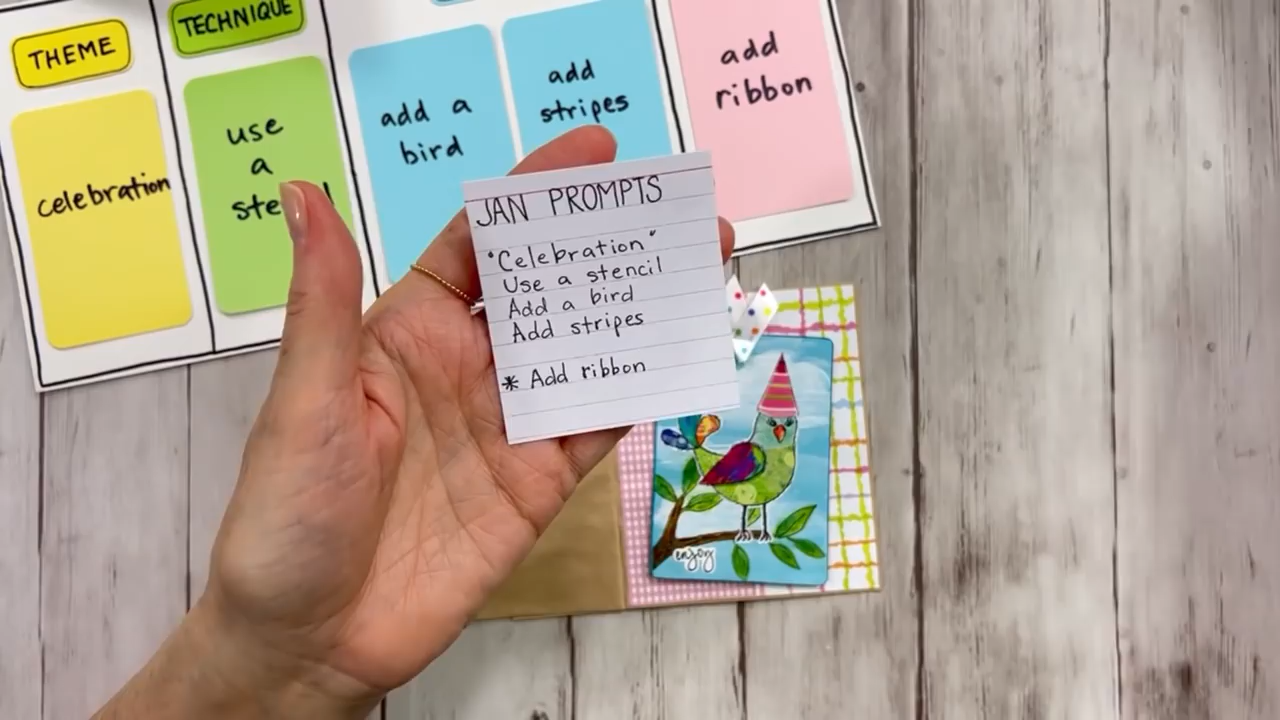 THEME
celebration
TECHNIQUE
use
a
add a
bird
add
stripes
add
ribbon
JAN PROMPTS
"Celebration"
Use a stencil
Add a bird
Add stripes
* Add ribbon
enjoy